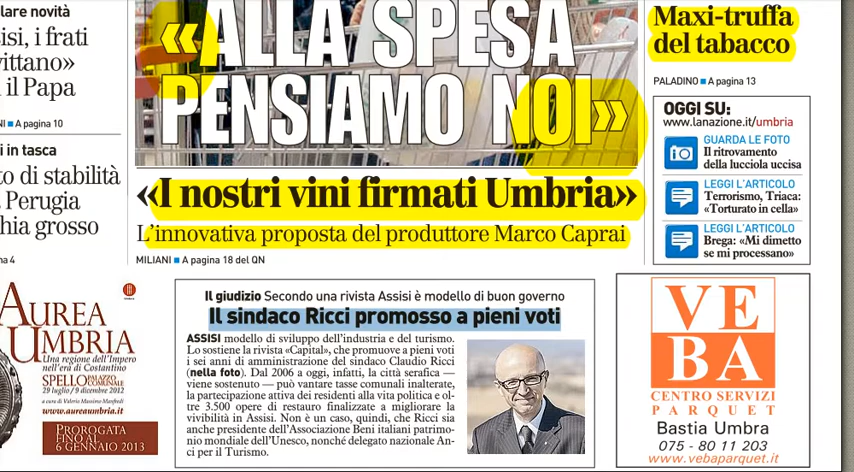 lare novità
isi, i frati
vittano»
il Papa
NI ■ A pagina 10
i in tasca
to di stabilità
Perugia
hia grosso
na 4
«ALLA SPESA
PENSIAMO NOI»
«I nostri vini firmati Umbria»
L'innovativa proposta del produttore Marco Caprai
MILIANI ■ A pagina 18 del QN
Maxi-truffa
del tabacco
PALADINO ■ A pagina 13
OGGI SU:
www.lanazione.it/umbria
GUARDA LE FOTO
Il ritrovamento
della lucciola uccisa
LEGGI L'ARTICOLO
Terrorismo, Triaca:
«Torturato in cella»
LEGGI L'ARTICOLO
Brega: «Mi dimetto
se mi processano»
AUREA
UMBRIA
Una regione dell'Impero
nell'era di Costantino
SPELLO PALAZZO COMUNALE
29 luglio / 9 dicembre 2012
a cura di Valerio Massimo Manfredi
www.aureaumbria.it
PROROGATA
FINO AL
6 GENNAIO 2013
Il giudizio Secondo una rivista Assisi è modello di buon governo
Il sindaco Ricci promosso a pieni voti
ASSISI modello di sviluppo dell'industria e del turismo.
Lo sostiene la rivista «Capital», che promuove a pieni voti
i sei anni di amministrazione del sindaco Claudio Ricci
(nella foto). Dal 2006 a oggi, infatti, la città serafica —
viene sostenuto — può vantare tasse comunali inalterate,
la partecipazione attiva dei residenti alla vita politica e ol-
tre 3.500 opere di restauro finalizzate a migliorare la
vivibilità in Assisi. Non è un caso, quindi, che Ricci sia
anche presidente dell'Associazione Beni italiani patrimo-
nio mondiale dell'Unesco, nonché delegato nazionale An-
ci per il Turismo.
VE
BA
CENTRO SERVIZI
PARQUET
Bastia Umbra
075 - 80 11 203
www.vebaparquet.it